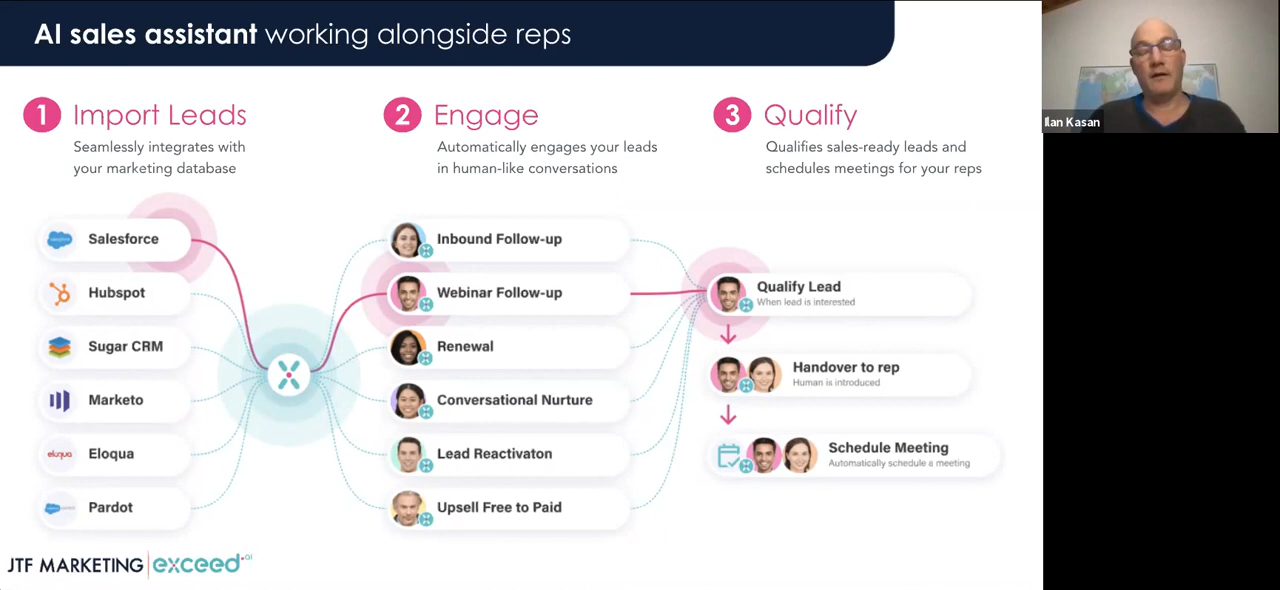 AI sales assistant working alongside reps
Ilan Kasan
1 Import Leads
Seamlessly integrates with
your marketing database
2 Engage
Automatically engages your leads
in human-like conversations
3 Qualify
Qualifies sales-ready leads and
schedules meetings for your reps
Salesforce
Hubspot
Sugar CRM
Marketo
eloqua
Eloqua
Pardot
Inbound Follow-up
Webinar Follow-up
Renewal
Conversational Nurture
Lead Reactivaton
Upsell Free to Paid
Qualify Lead
When lead is interested
Handover to rep
Human is introduced
Schedule Meeting
Automatically schedule a meeting
JTF MARKETING exceed.ai